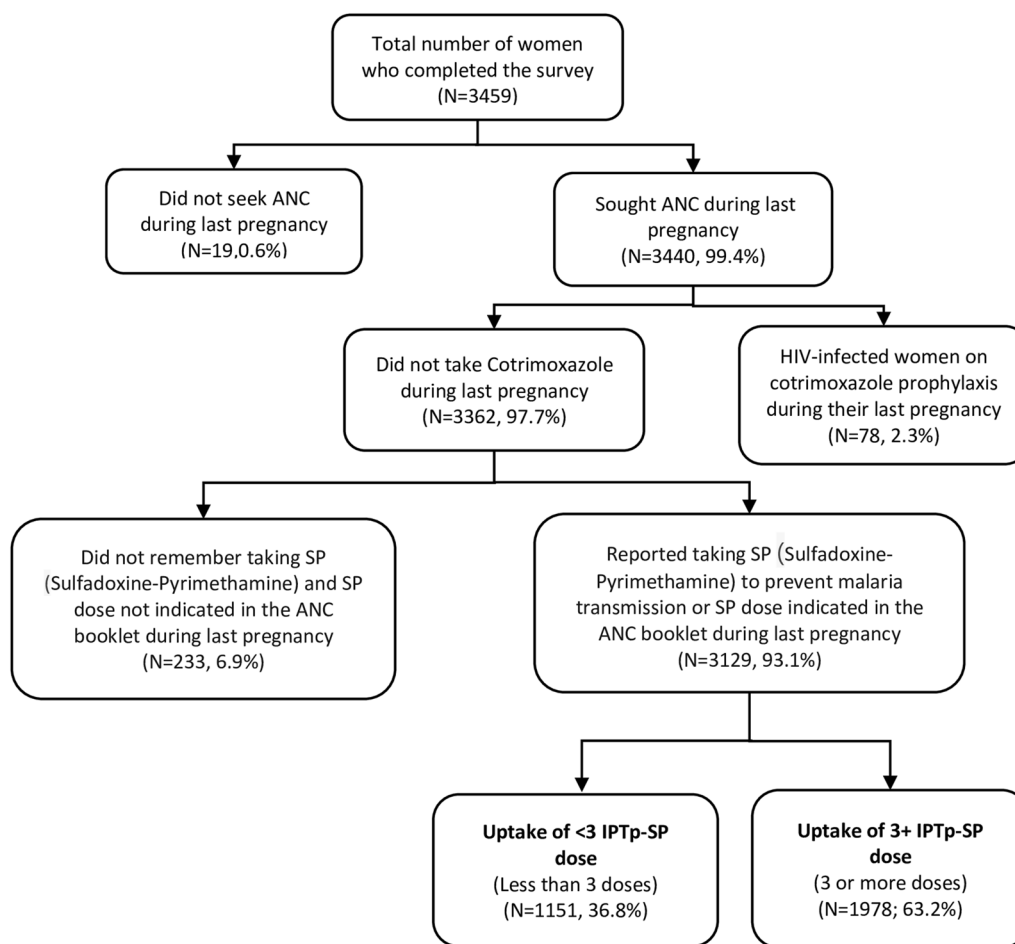 Total number of women
who completed the survey
(N=3459)
Did not seek ANC
during last pregnancy
(N=19,0.6%)
Sought ANC during last
pregnancy
(N=3440, 99.4%)
Did not take Cotrimoxazole
during last pregnancy
(N=3362, 97.7%)
HIV-infected women on
cotrimoxazole prophylaxis
during their last pregnancy
(N=78, 2.3%)
Did not remember taking SP
(Sulfadoxine-Pyrimethamine) and SP
dose not indicated in the ANC
booklet during last pregnancy
(N=233, 6.9%)
Reported taking SP (Sulfadoxine-
Pyrimethamine) to prevent malaria
transmission or SP dose indicated in the
ANC booklet during last pregnancy
(N=3129, 93.1%)
Uptake of <3 IPTp-SP
dose
(Less than 3 doses)
(N=1151, 36.8%)
Uptake of 3+ IPTp-SP
dose
(3 or more doses)
(N=1978; 63.2%)